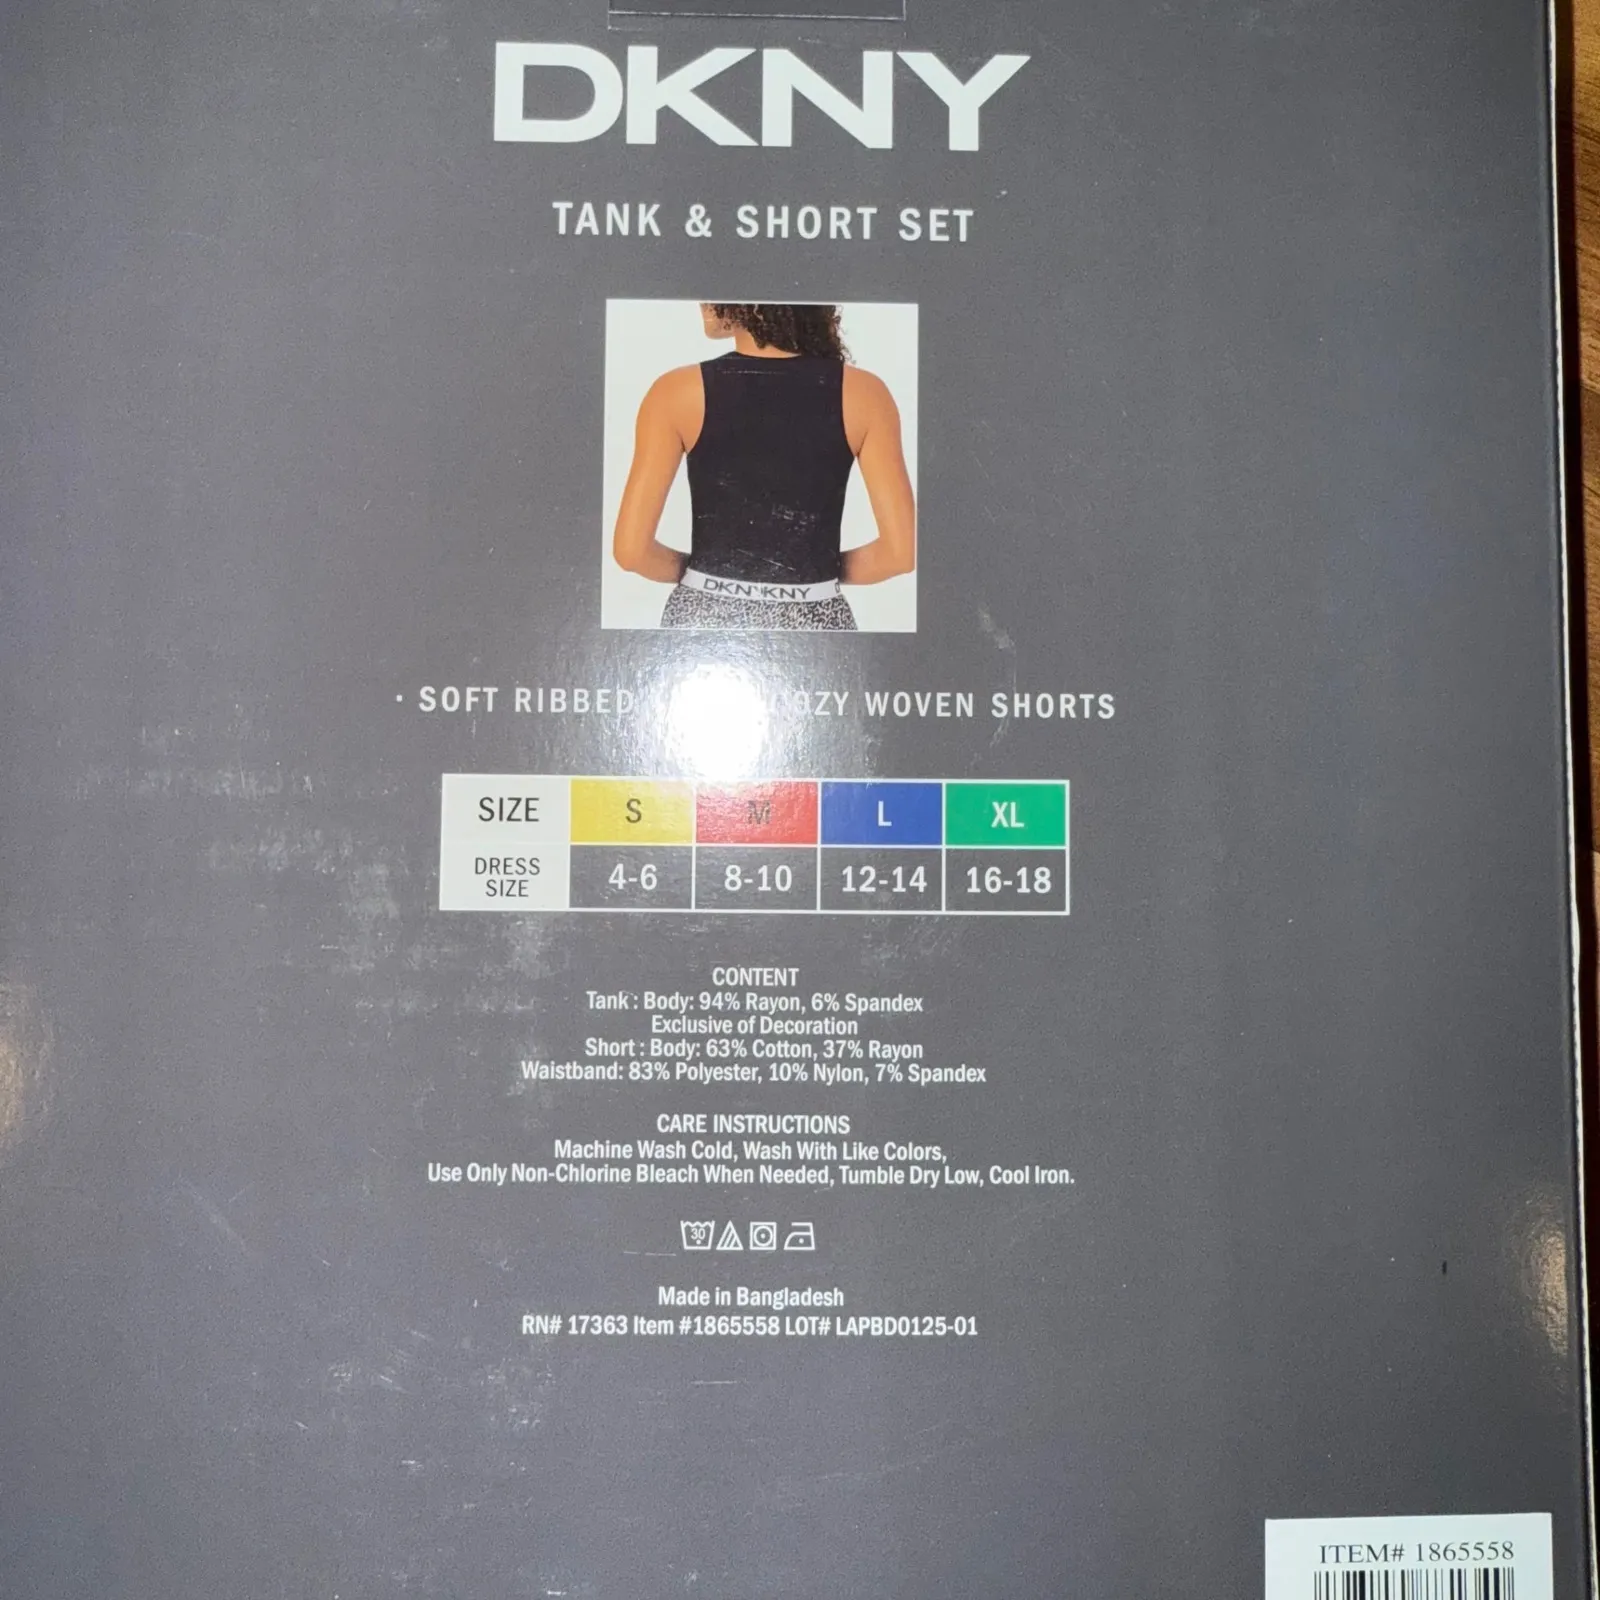 DKNY
TANK & SHORT SET
DKNY KNY
• SOFT RIBBED OZY WOVEN SHORTS
SIZE S M L XL
DRESS SIZE 4-6 8-10 12-14 16-18
CONTENT
Tank : Body: 94% Rayon, 6% Spandex
Exclusive of Decoration
Short : Body: 63% Cotton, 37% Rayon
Waistband: 83% Polyester, 10% Nylon, 7% Spandex
CARE INSTRUCTIONS
Machine Wash Cold, Wash With Like Colors,
Use Only Non-Chlorine Bleach When Needed, Tumble Dry Low, Cool Iron.
30
Made in Bangladesh
RN# 17363 Item #1865558 LOT# LAPBD0125-01
ITEM# 1865558